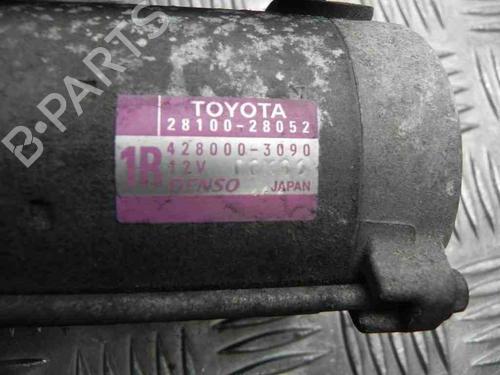 TOYOTA
28100-28052
1R 428000-3090
12V
DENSO JAPAN
B-PARTS